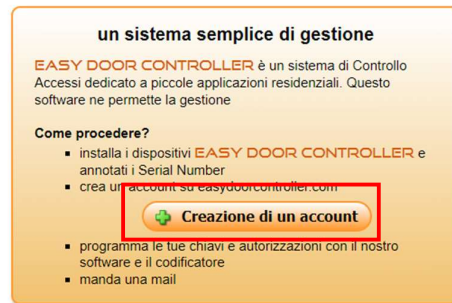 un sistema semplice di gestione
EASY DOOR CONTROLLER è un sistema di Controllo
Accessi dedicato a piccole applicazioni residenziali. Questo
software ne permette la gestione
Come procedere?
installa i dispositivi EASY DOOR CONTROLLER e
annotati i Serial Number
crea un account su easydoorcontroller.com
Creazione di un account
programma le tue chiavi e autorizzazioni con il nostro
software e il codificatore
manda una mail